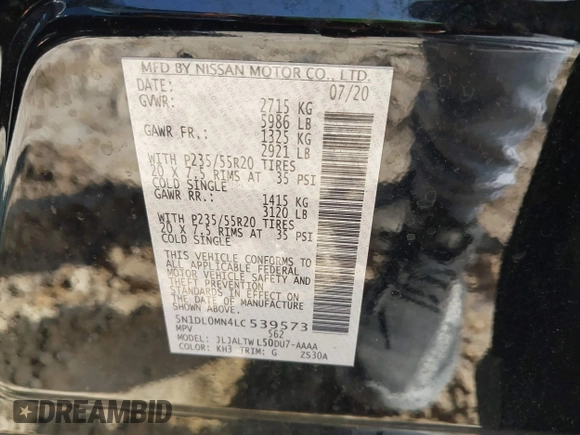 MFD BY NISSAN MOTOR CO., LTD.
DATE: 07/20
GVWR: 2715 KG
5986 LB
GAWR FR.: 1325 KG
2921 LB
WITH P235/55R20 TIRES
20 X 7.5 RIMS AT 35 PSI
COLD SINGLE
GAWR RR.: 1415 KG
3120 LB
WITH P235/55R20 TIRES
20 X 7.5 RIMS AT 35 PSI
COLD SINGLE
THIS VEHICLE CONFORMS TO
ALL APPLICABLE FEDERAL
MOTOR VEHICLE SAFETY AND
THEFT PREVENTION
STANDARDS IN EFFECT ON THE
DATE OF MANUFACTURE
SHOWN ABOVE.
5N1DL0MN4LC539573
MPV 562
MODEL: JLJALTWL50DU7-AAAA
COLOR: KH3 TRIM: G ZS30A
DREAMBID